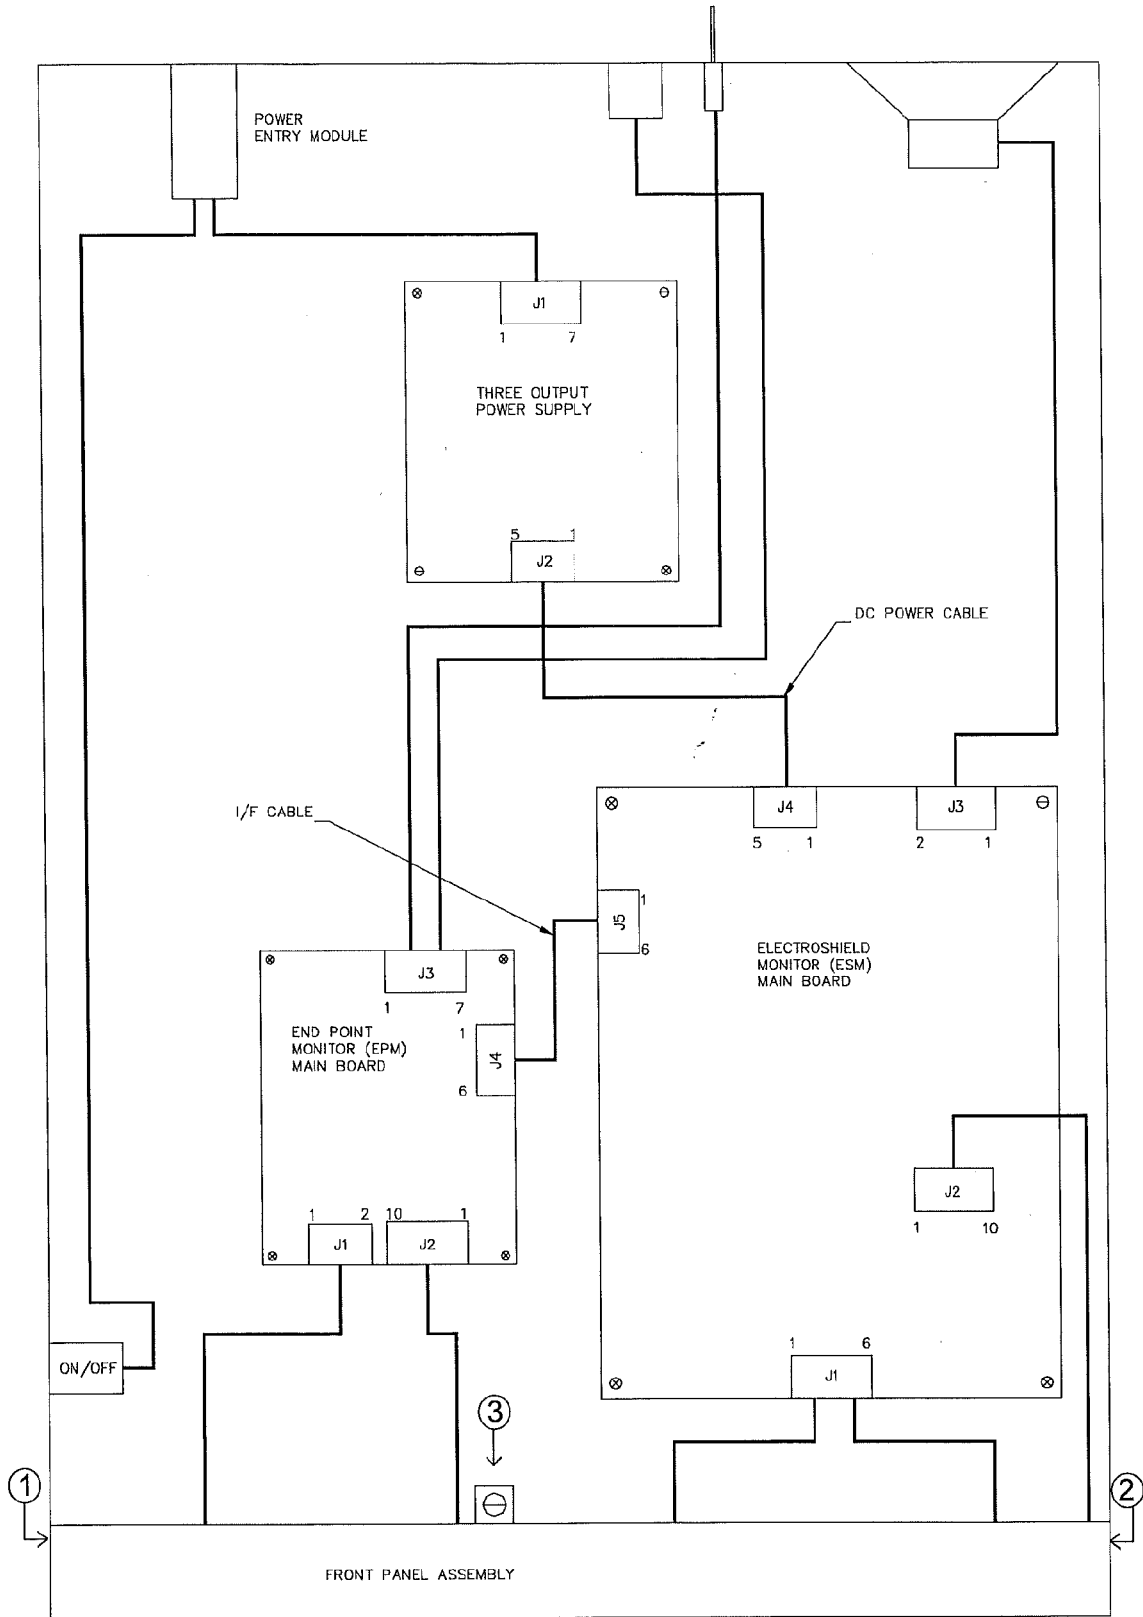 POWER
ENTRY MODULE
J1
1 7
THREE OUTPUT
POWER SUPPLY
5 1
J2
DC POWER CABLE
I/F CABLE
J4
5 1
J3
2 1
J5
1
6
ELECTROSHIELD
MONITOR (ESM)
MAIN BOARD
J3
1 7
END POINT
MONITOR (EPM)
MAIN BOARD
1
J4
6
J2
1 10
1 2 10 1
J1 J2
ON/OFF
1 6
J1
3
1
2
FRONT PANEL ASSEMBLY